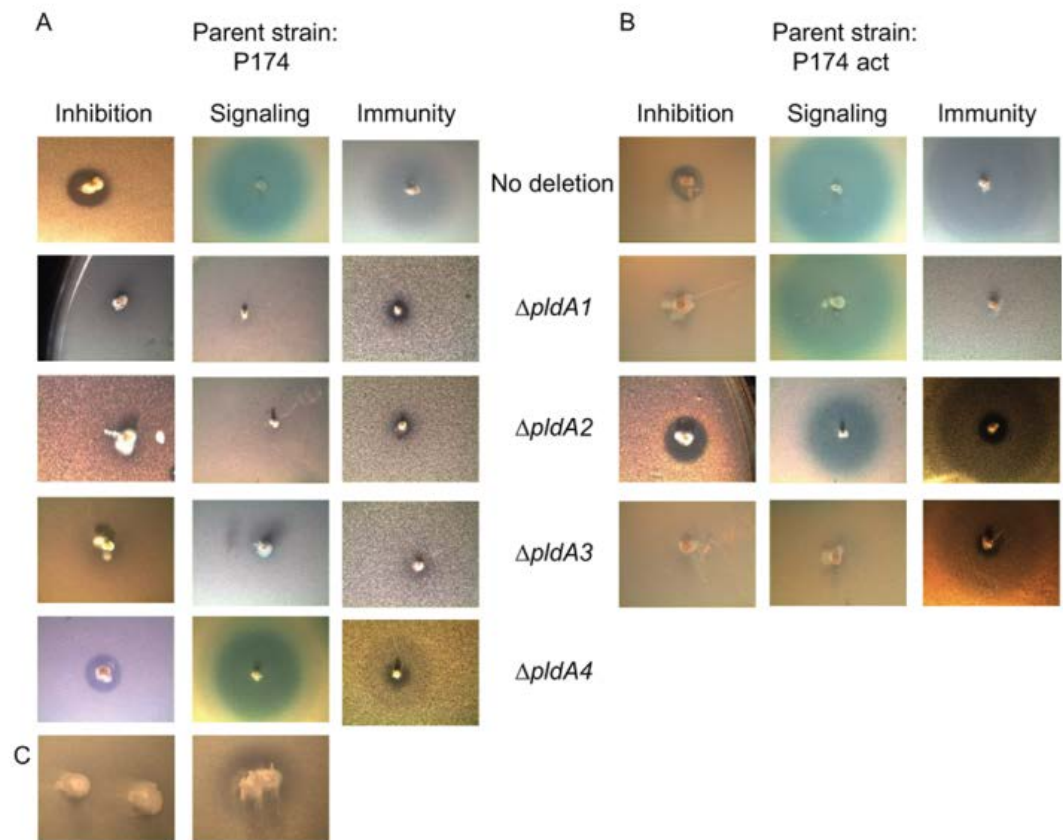 A
Parent strain:
P174
B
Parent strain:
P174 act
Inhibition
Signaling
Immunity
Inhibition
Signaling
Immunity
No deletion
ΔpldA1
ΔpldA2
ΔpldA3
ΔpldA4
C